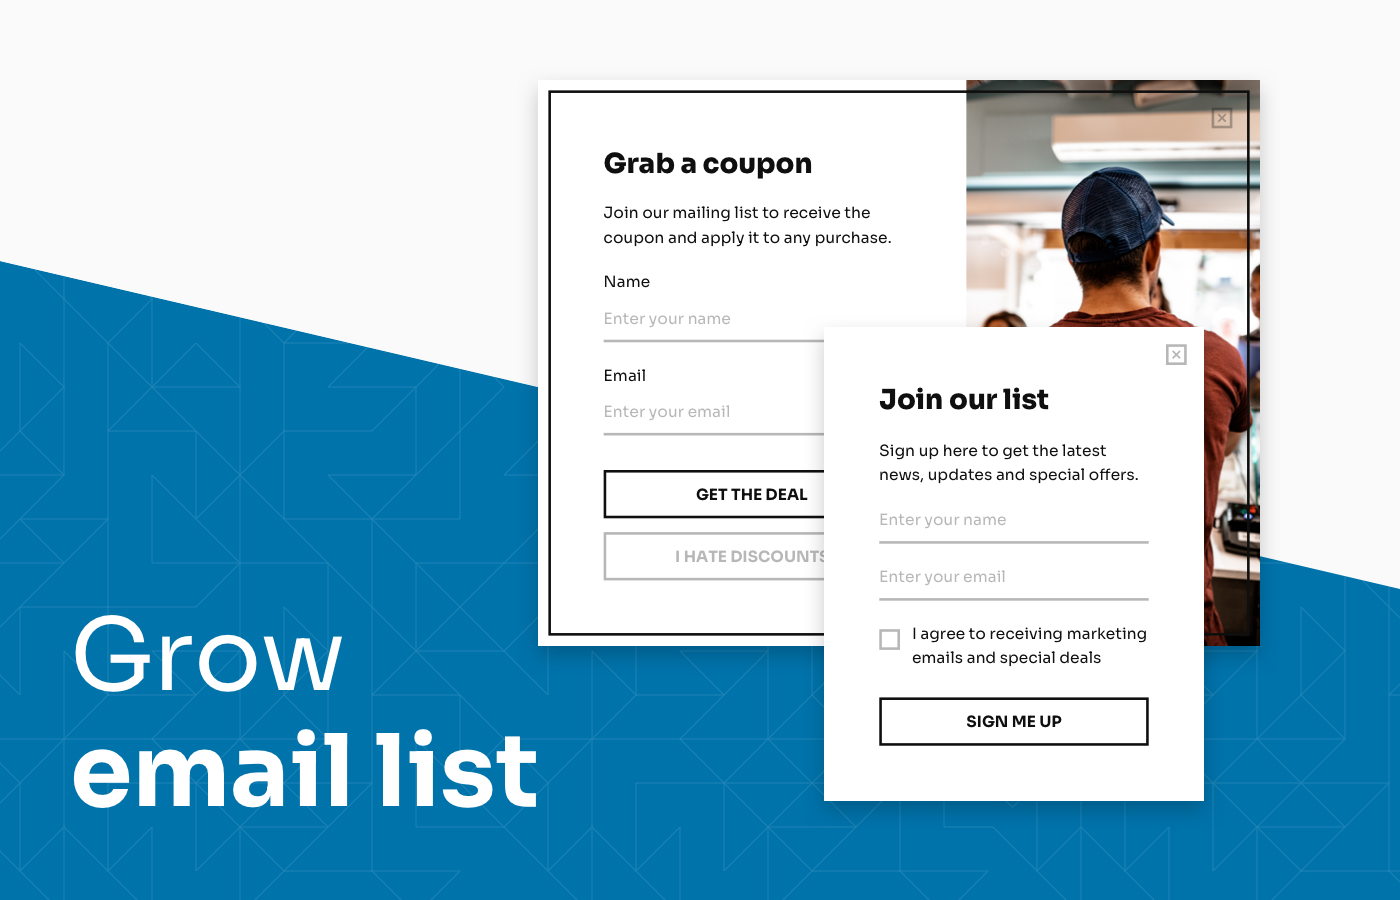 Grab a coupon
Join our mailing list to receive the
coupon and apply it to any purchase.
Name
Enter your name
Email
Enter your email
GET THE DEAL
I HATE DISCOUNTS
Join our list
Sign up here to get the latest
news, updates and special offers.
Enter your name
Enter your email
I agree to receiving marketing
emails and special deals
SIGN ME UP
Grow
email list